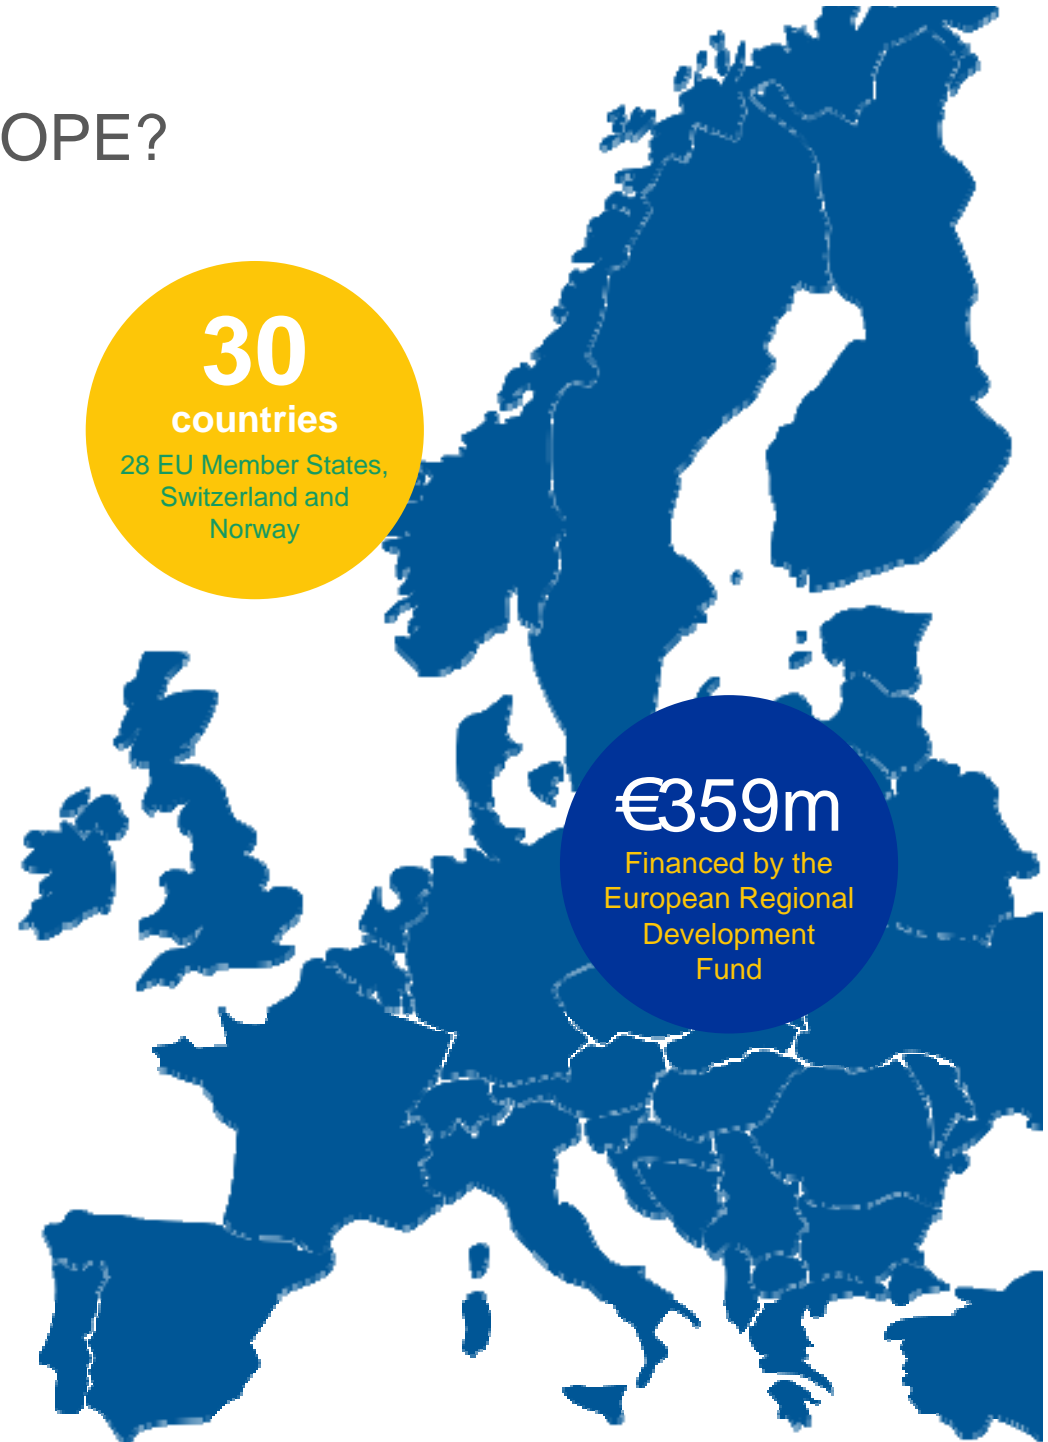 OPE?
30
countries
28 EU Member States,
Switzerland and
Norway
€359m
Financed by the
European Regional
Development
Fund